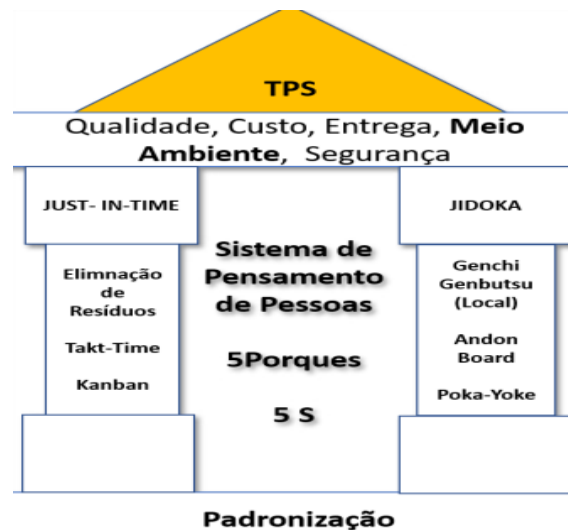 TPS
Qualidade, Custo, Entrega, Meio
Ambiente, Segurança
JUST- IN-TIME
Elimnação
de
Resíduos
Takt-Time
Kanban
Sistema de
Pensamento
de Pessoas
5Porques
5 S
JIDOKA
Genchi
Genbutsu
(Local)
Andon
Board
Poka-Yoke
Padronização